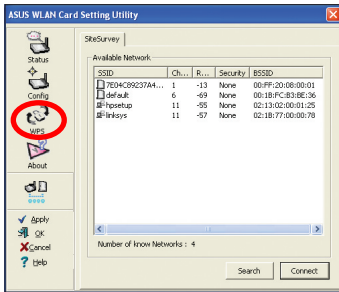 ASUS WLAN Card Setting Utility
Status
Config
WPS
About
Apply
OK
Cancel
Help
SiteSurvey
Available Network
SSID Ch... R... Security BSSID
7E04C89237A4... 1 -13 None 00:FF:20:08:00:01
default 6 -69 None 00:1B:FC:B3:BE:36
hpsetup 11 -55 None 02:13:02:00:01:25
linksys 11 -57 None 02:1B:77:00:00:78
Number of know Networks : 4
Search Connect